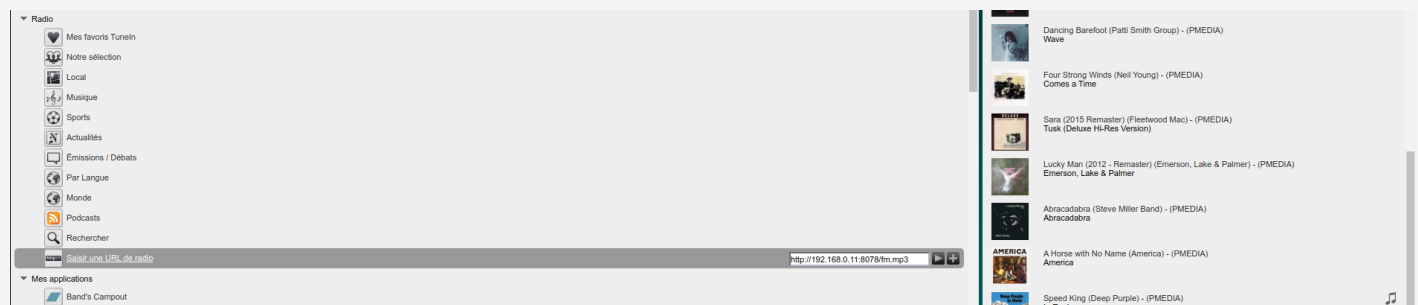 Radio
Mes favoris TuneIn
Notre sélection
Local
Musique
Sports
Actualités
Émissions / Débats
Par Langue
Monde
Podcasts
Rechercher
Saisir une URL de radio
http://192.168.0.11:8078/fm.mp3
Mes applications
Band's Campout
Dancing Barefoot (Patti Smith Group) - (PMEDIA)
Wave
Four Strong Winds (Neil Young) - (PMEDIA)
Comes a Time
Sara (2015 Remaster) (Fleetwood Mac) - (PMEDIA)
Tusk (Deluxe Hi-Res Version)
Lucky Man (2012 - Remaster) (Emerson, Lake & Palmer) - (PMEDIA)
Emerson, Lake & Palmer
Abracadabra (Steve Miller Band) - (PMEDIA)
Abracadabra
AMERICA
A Horse with No Name (America) - (PMEDIA)
America
Speed King (Deep Purple) - (PMEDIA)